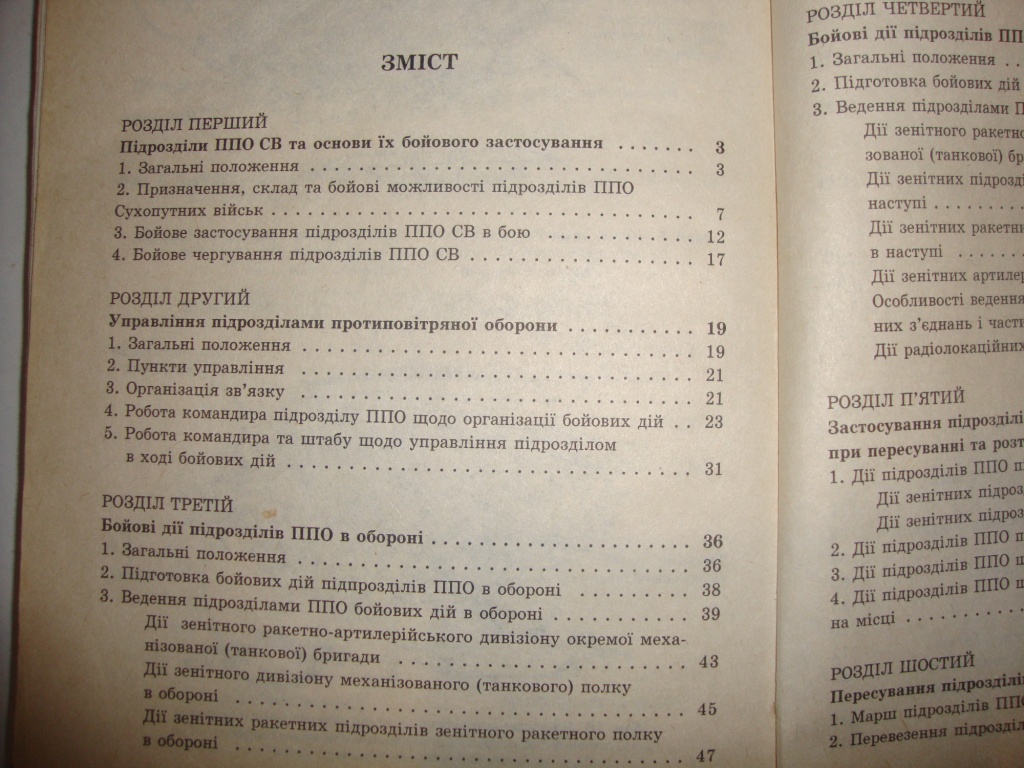 ЗМІСТ
РОЗДІЛ ПЕРШИЙ
Підрозділи ППО СВ та основи їх бойового застосування . . . . . . . 3
1. Загальні положення . . . . . . . . . . . . . . . . . . . . . . . . . . 3
2. Призначення, склад та бойові можливості підрозділів ППО
Сухопутних військ . . . . . . . . . . . . . . . . . . . . . . . . . . . . 7
3. Бойове застосування підрозділів ППО СВ в бою . . . . . . . . . . 12
4. Бойове чергування підрозділів ППО СВ . . . . . . . . . . . . . . . 17
РОЗДІЛ ДРУГИЙ
Управління підрозділами протиповітряної оборони . . . . . . . . . . 19
1. Загальні положення . . . . . . . . . . . . . . . . . . . . . . . . . . 19
2. Пункти управління . . . . . . . . . . . . . . . . . . . . . . . . . . 21
3. Організація зв’язку . . . . . . . . . . . . . . . . . . . . . . . . . . 21
4. Робота командира підрозділу ППО щодо організації бойових дій . . 23
5. Робота командира та штабу щодо управління підрозділом
в ході бойових дій . . . . . . . . . . . . . . . . . . . . . . . . . . . 31
РОЗДІЛ ТРЕТІЙ
Бойові дії підрозділів ППО в обороні . . . . . . . . . . . . . . . . . 36
1. Загальні положення . . . . . . . . . . . . . . . . . . . . . . . . . . 36
2. Підготовка бойових дій підпрозділів ППО в обороні . . . . . . . . 38
3. Ведення підрозділами ППО бойових дій в обороні . . . . . . . . . . 39
Дії зенітного ракетно-артилерійського дивізіону окремої меха-
нізованої (танкової) бригади . . . . . . . . . . . . . . . . . . . . . 43
Дії зенітного дивізіону механізованого (танкового) полку
в обороні . . . . . . . . . . . . . . . . . . . . . . . . . . . . . . . 45
Дії зенітних ракетних підрозділів зенітного ракетного полку
в обороні . . . . . . . . . . . . . . . . . . . . . . . . . . . . . . . 47
РОЗДІЛ ЧЕТВЕРТИЙ
Бойові дії підрозділів ПП
1. Загальні положення . .
2. Підготовка бойових дій
3. Ведення підрозділами П
Дії зенітного ракетно
зованої (танкової) бр
Дії зенітних підрозді
наступі . . . . . . . . .
Дії зенітних ракетни
в наступі . . . . . . .
Дії зенітних артилер
Особливості ведення
них з’єднань і части
Дії радіолокаційних
РОЗДІЛ П’ЯТИЙ
Застосування підрозділі
при пересуванні та розт
1. Дії підрозділів ППО п
Дії зенітних підроз
Дії зенітних підроз
2. Дії підрозділів ППО п
3. Дії підрозділів ППО ш
4. Дії підрозділів ППО ш
на місці . . . . . . . . . .
РОЗДІЛ ШОСТИЙ
Пересування підрозділі
1. Марш підрозділів ППО
2. Перевезення підрозділ